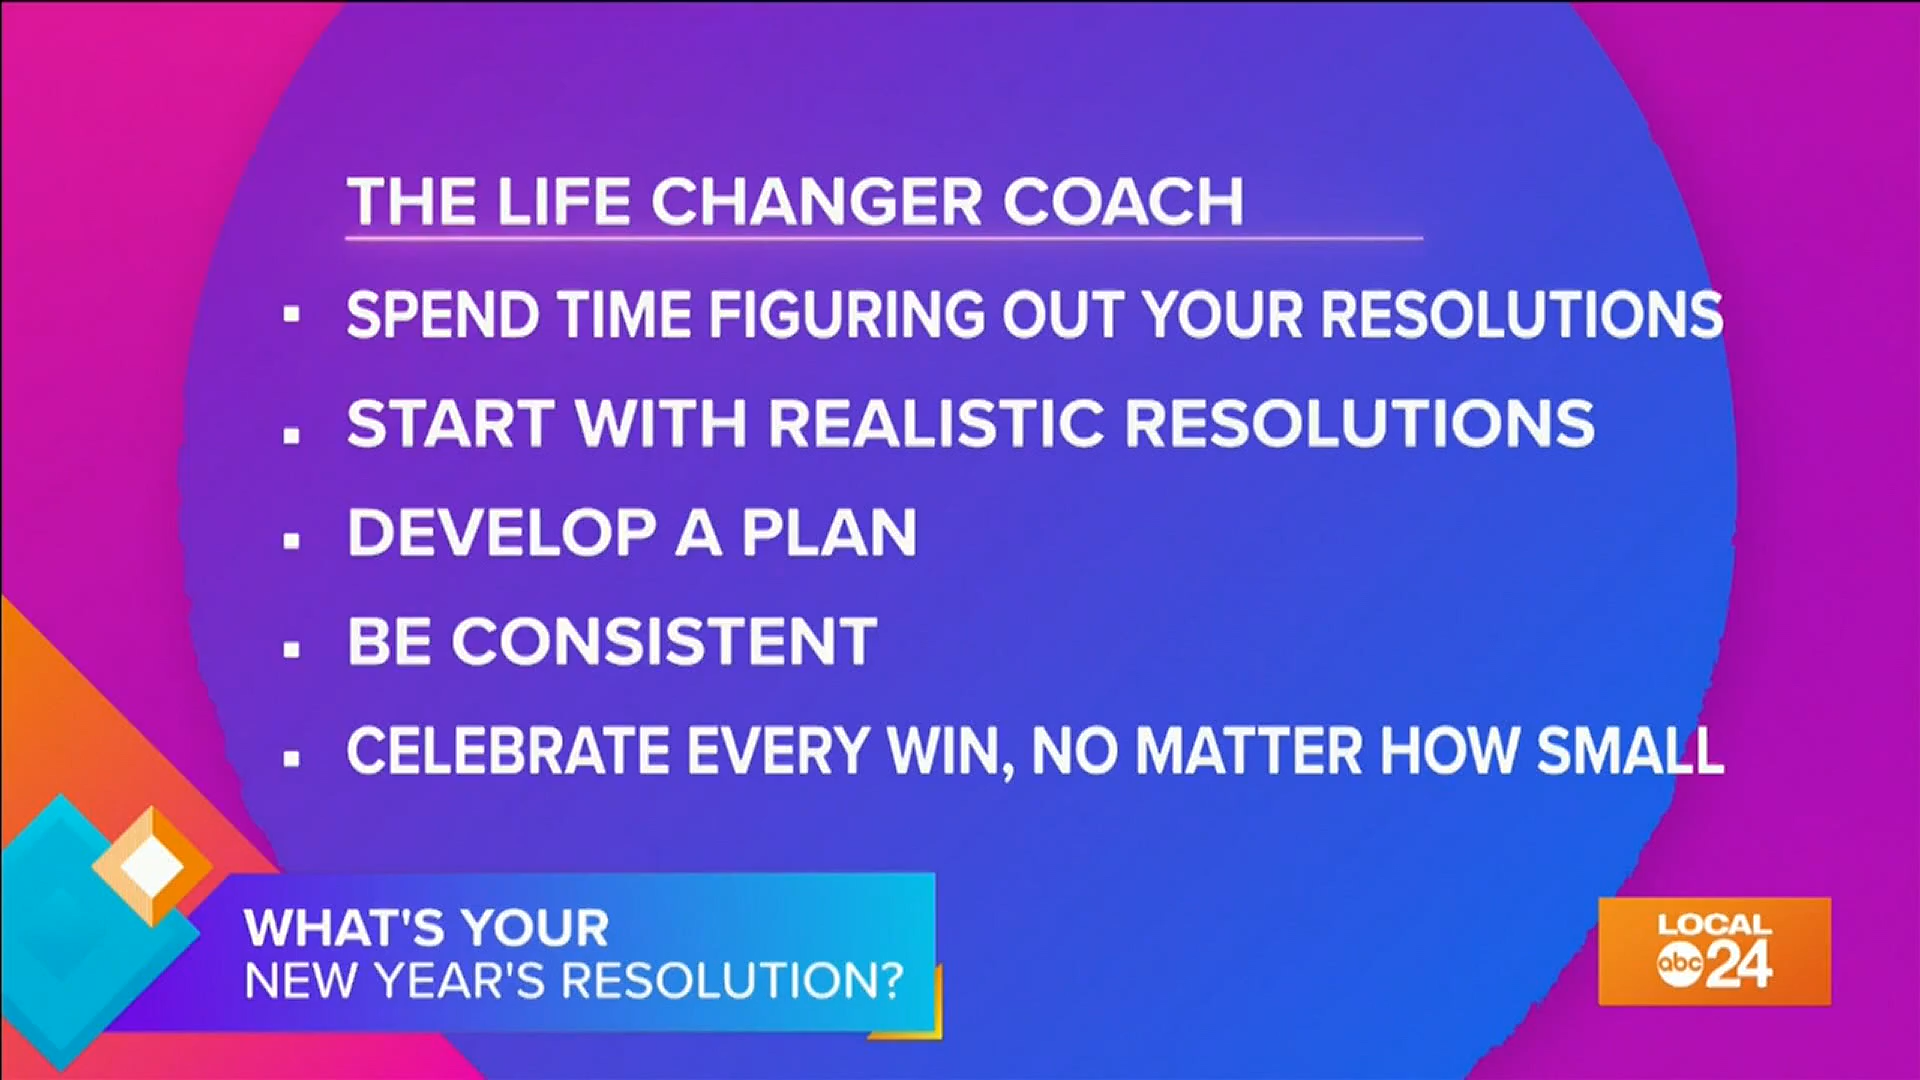 THE LIFE CHANGER COACH
▪ SPEND TIME FIGURING OUT YOUR RESOLUTIONS
▪ START WITH REALISTIC RESOLUTIONS
▪ DEVELOP A PLAN
▪ BE CONSISTENT
▪ CELEBRATE EVERY WIN, NO MATTER HOW SMALL
WHAT'S YOUR
NEW YEAR'S RESOLUTION?
LOCAL
abc 24